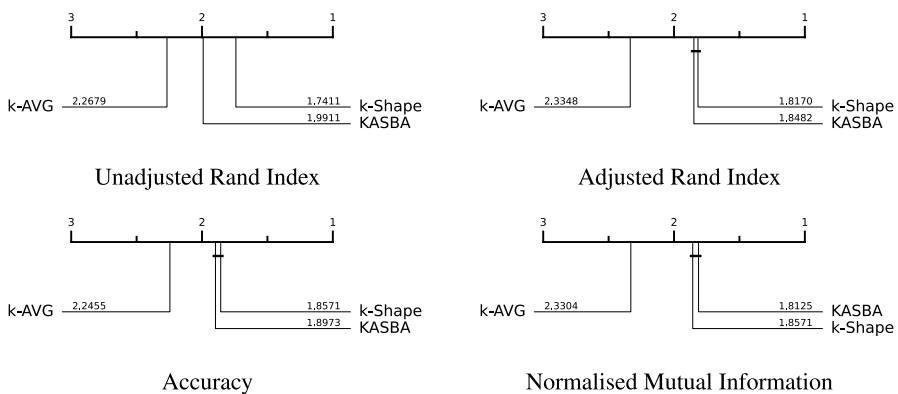 3 2 1
k-AVG 2.2679 1.7411 k-Shape
1.9911 KASBA
Unadjusted Rand Index
3 2 1
k-AVG 2.3348 1.8170 k-Shape
1.8482 KASBA
Adjusted Rand Index
3 2 1
k-AVG 2.2455 1.8571 k-Shape
1.8973 KASBA
Accuracy
3 2 1
k-AVG 2.3304 1.8125 KASBA
1.8571 k-Shape
Normalised Mutual Information